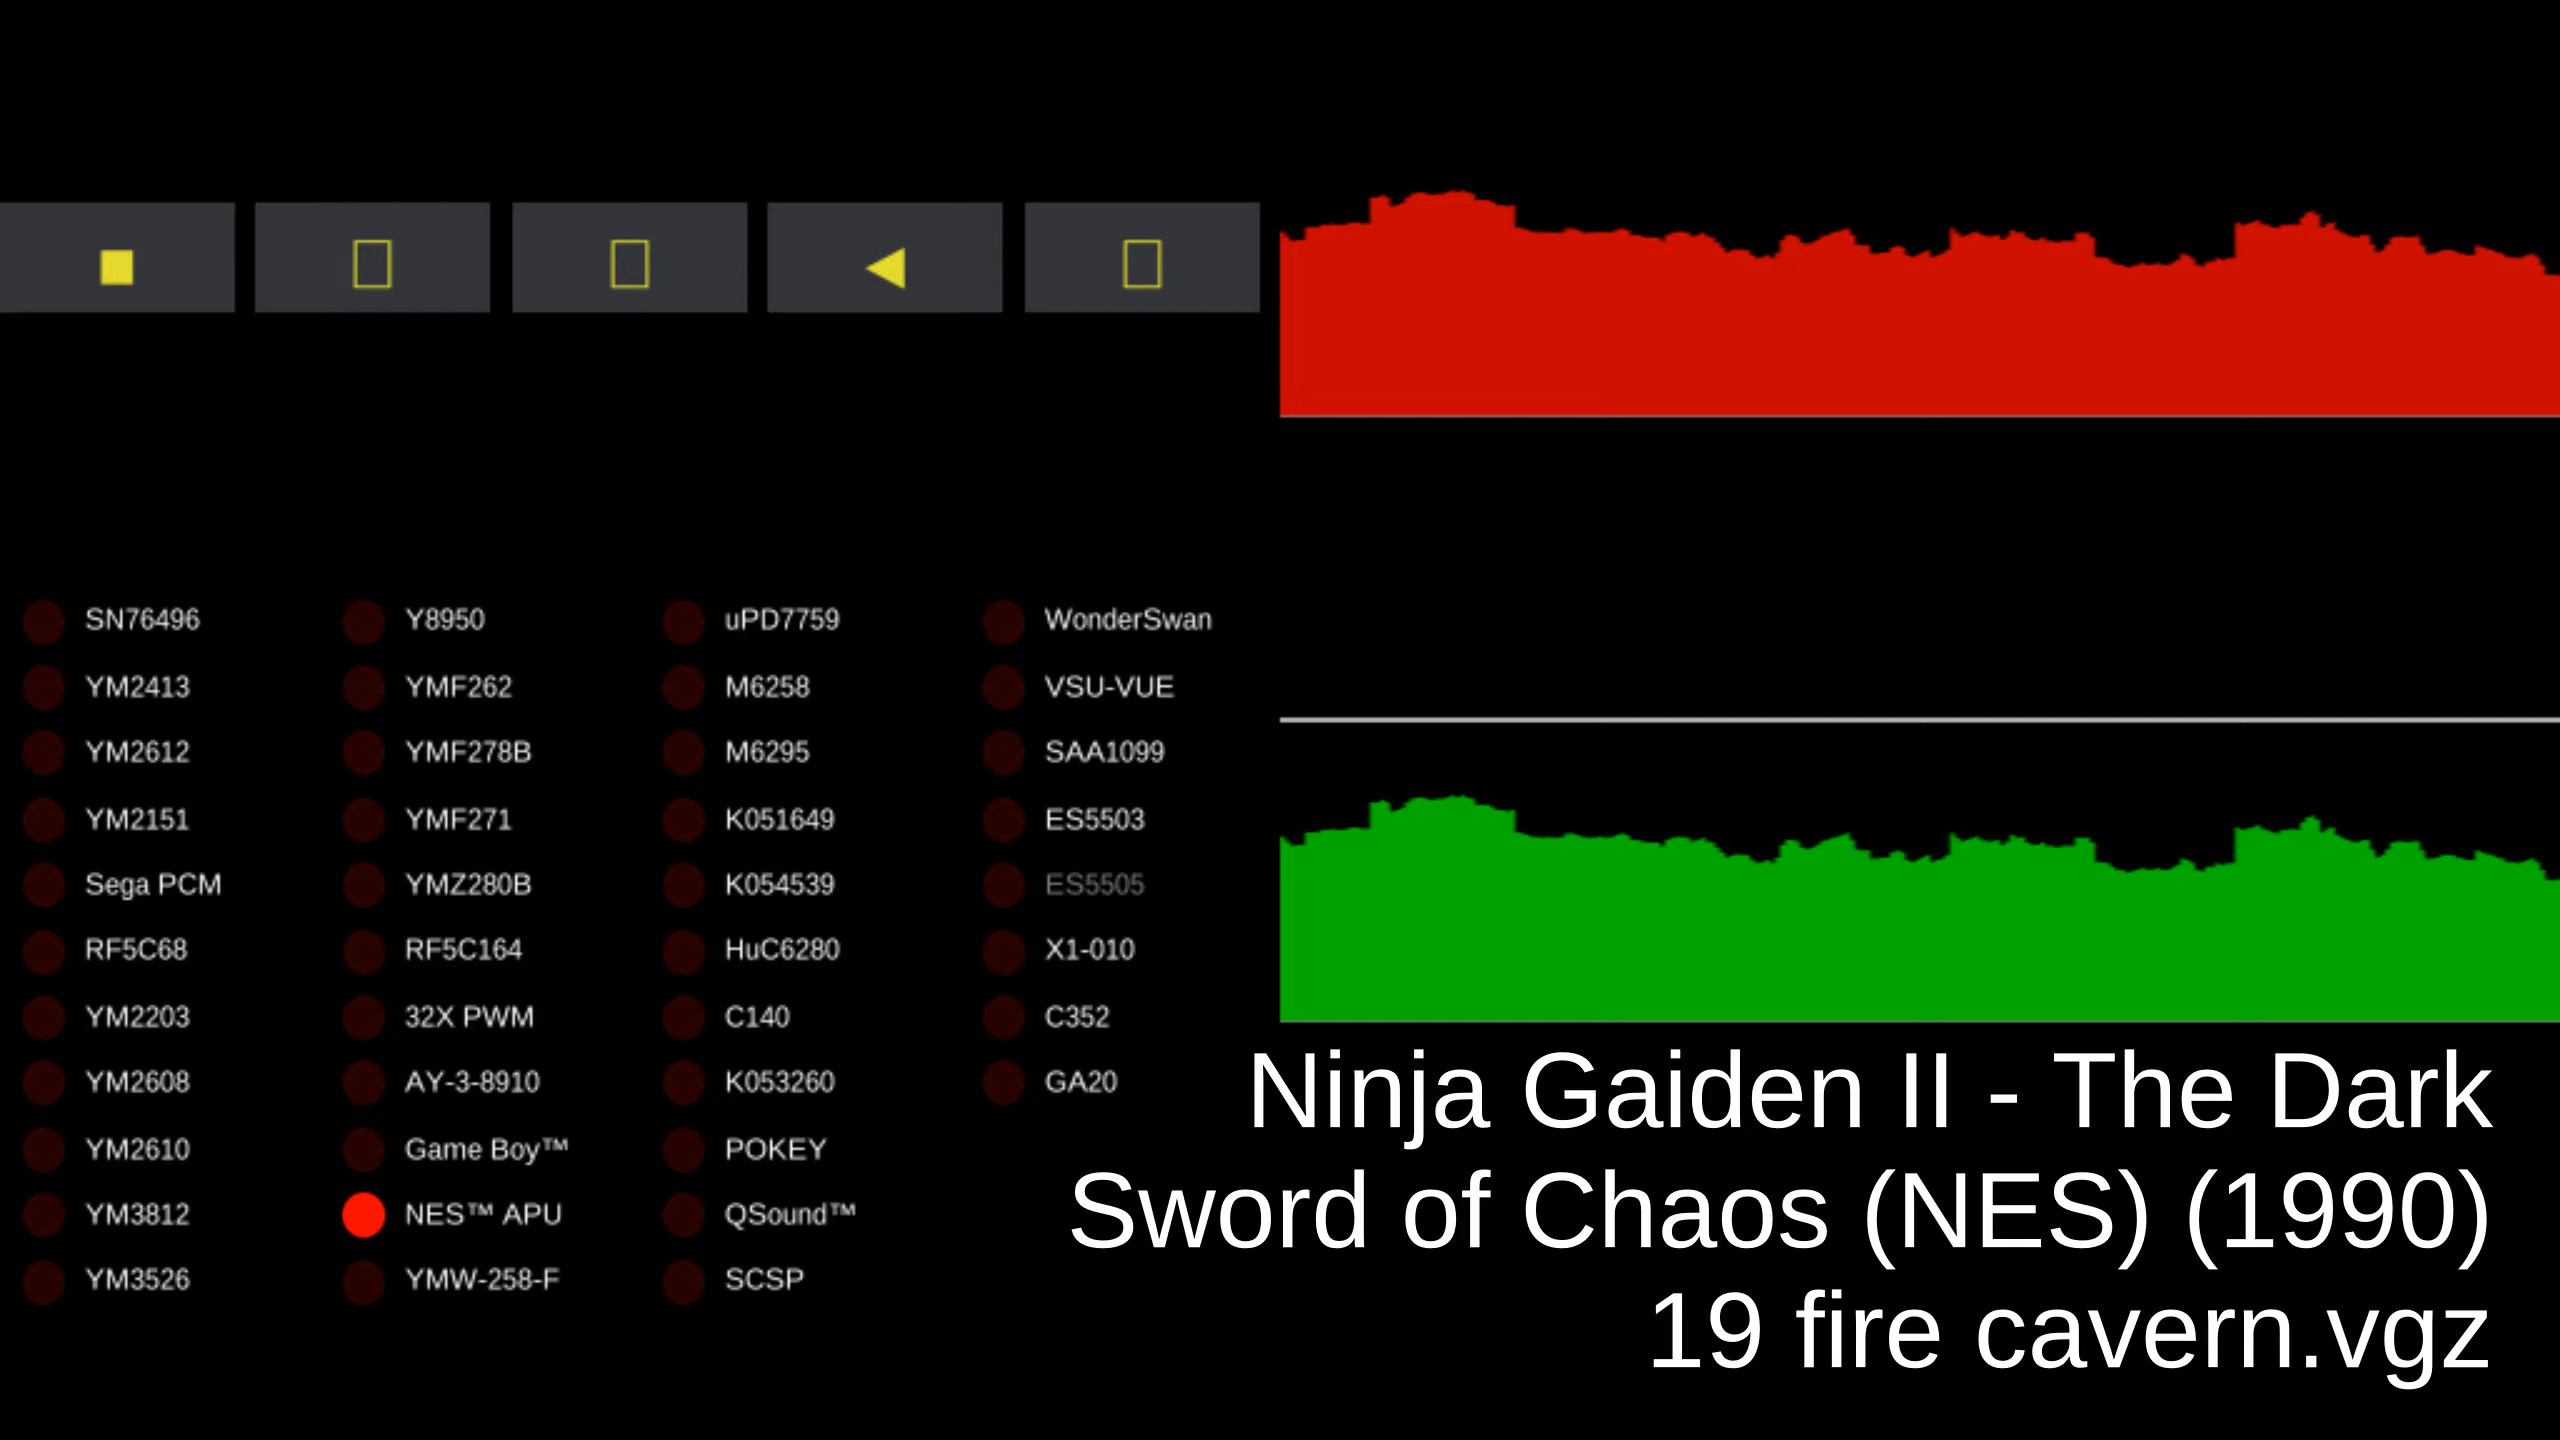 SN76496
YM2413
YM2612
YM2151
Sega PCM
RF5C68
YM2203
YM2608
YM2610
YM3812
YM3526
Y8950
YMF262
YMF278B
YMF271
YMZ280B
RF5C164
32X PWM
AY-3-8910
Game Boy™
NES™ APU
YMW-258-F
uPD7759
M6258
M6295
K051649
K054539
HuC6280
C140
K053260
POKEY
QSound™
SCSP
WonderSwan
VSU-VUE
SAA1099
ES5503
ES5505
X1-010
C352
GA20
Ninja Gaiden II - The Dark
Sword of Chaos (NES) (1990)
19 fire cavern.vgz